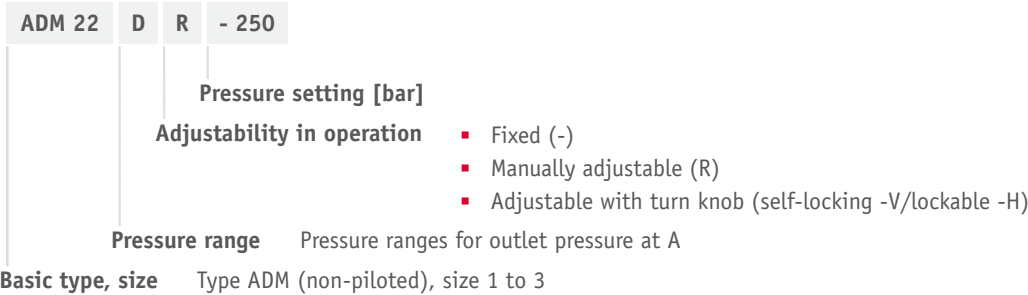 ADM 22 D R - 250
Pressure setting [bar]
Adjustability in operation ▪ Fixed (-)
▪ Manually adjustable (R)
▪ Adjustable with turn knob (self-locking -V/lockable -H)
Pressure range Pressure ranges for outlet pressure at A
Basic type, size Type ADM (non-piloted), size 1 to 3